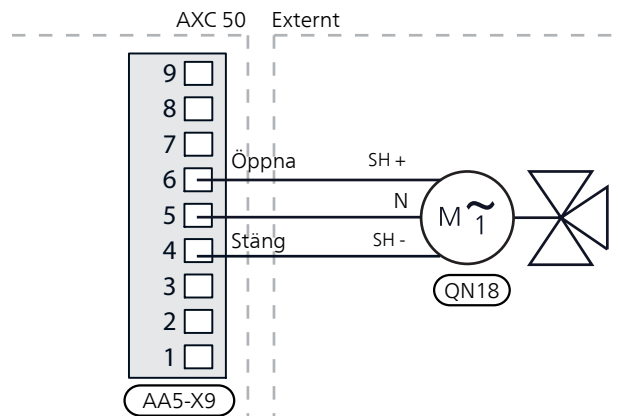 AXC 50 Externt
9
8
7
Öppna SH +
6
N
5
Stäng SH -
4
M ~ 1
3
QN18
2
1
AA5-X9